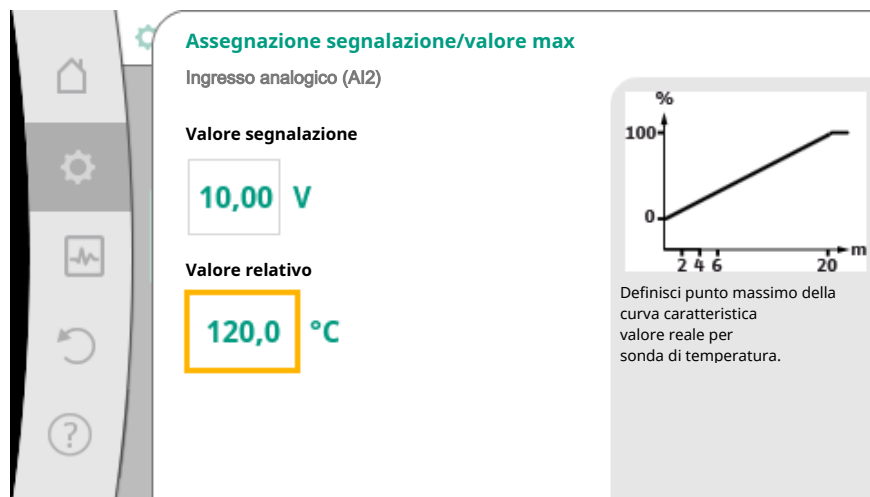 Assegnazione segnalazione/valore max
Ingresso analogico (AI2)
Valore segnalazione
10,00 V
Valore relativo
120,0 °C
%
100
0
2 4 6 20 m
Definisci punto massimo della
curva caratteristica
valore reale per
sonda di temperatura.
?